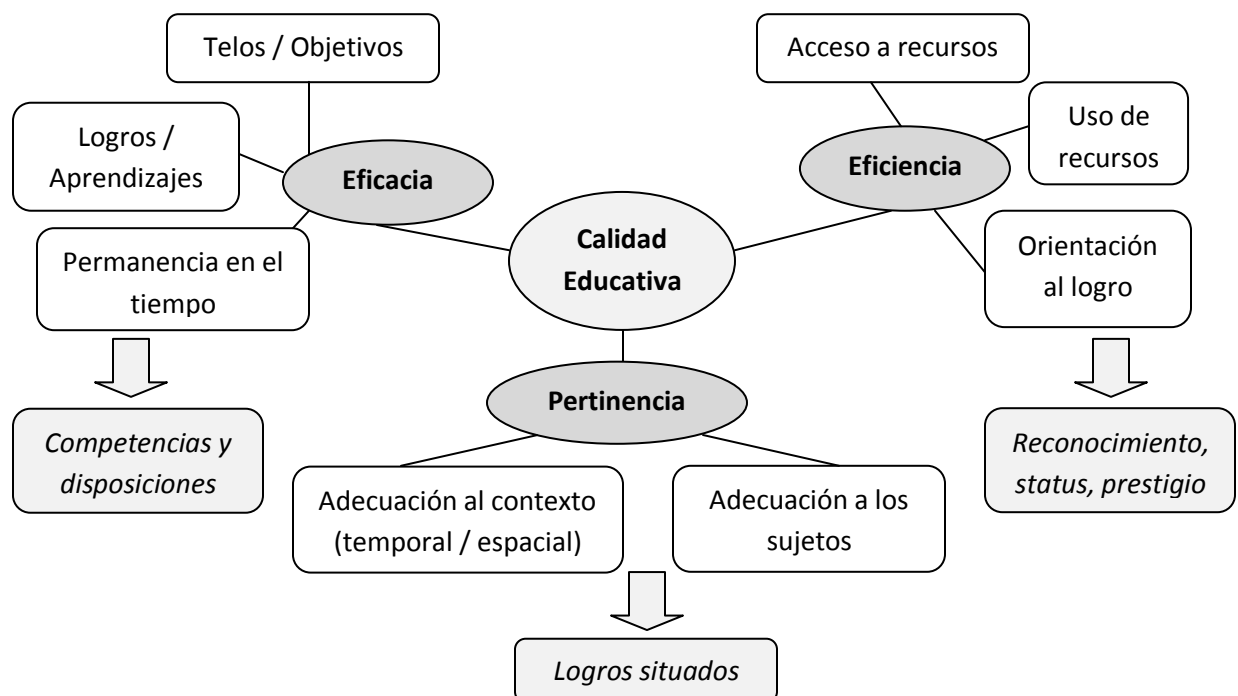 Telos / Objetivos
Acceso a recursos
Logros /
Aprendizajes
Uso de
recursos
Eficacia
Eficiencia
Calidad
Educativa
Permanencia en el
tiempo
Orientación
al logro
Pertinencia
Competencias y
disposiciones
Reconocimiento,
status, prestigio
Adecuación al contexto
(temporal / espacial)
Adecuación a los
sujetos
Logros situados